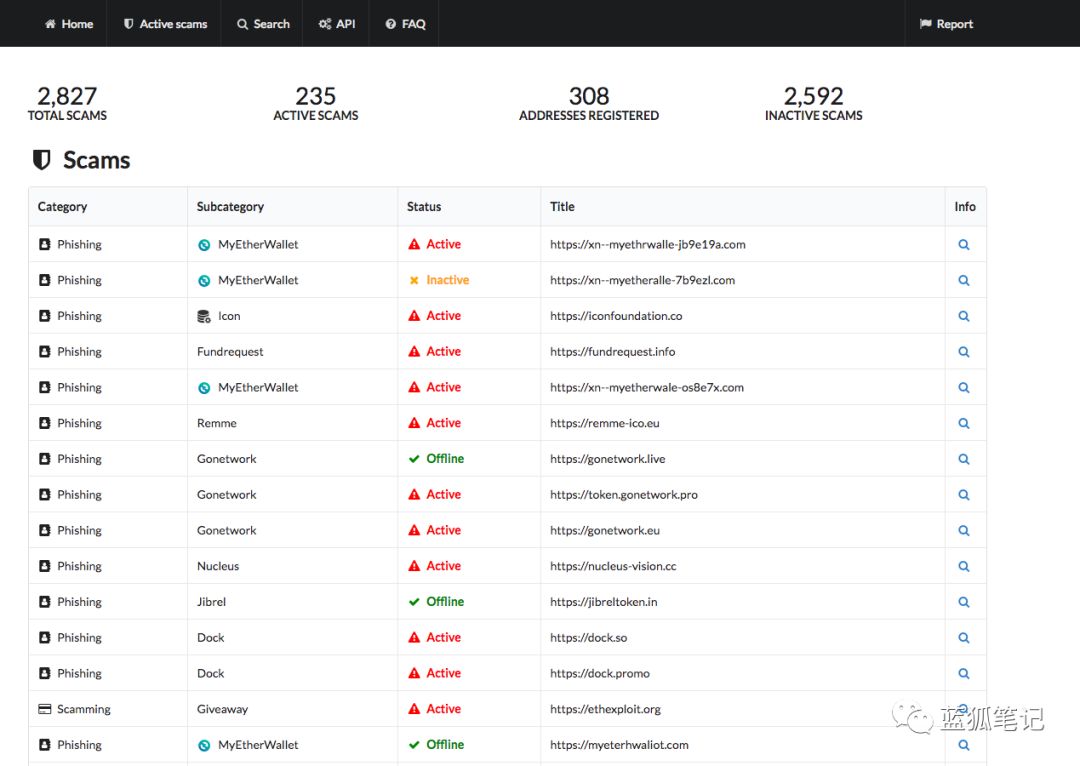 Home Active scams Search API FAQ Report
2,827 235 308 2,592
TOTAL SCAMS ACTIVE SCAMS ADDRESSES REGISTERED INACTIVE SCAMS
Scams
Category Subcategory Status Title Info
Phishing MyEtherWallet Active https://xn--myethrwalle-jb9e19a.com
Phishing MyEtherWallet Inactive https://xn--myetheralle-7b9ezl.com
Phishing Icon Active https://iconfoundation.co
Phishing Fundrequest Active https://fundrequest.info
Phishing MyEtherWallet Active https://xn--myetherwale-os8e7x.com
Phishing Remme Active https://remme-ico.eu
Phishing Gonetwork Offline https://gonetwork.live
Phishing Gonetwork Active https://token.gonetwork.pro
Phishing Gonetwork Active https://gonetwork.eu
Phishing Nucleus Active https://nucleus-vision.cc
Phishing Jibrel Offline https://jibreltoken.in
Phishing Dock Active https://dock.so
Phishing Dock Active https://dock.promo
Scamming Giveaway Active https://ethexploit.org
蓝狐笔记
Phishing MyEtherWallet Offline https://myeterhwaliot.com